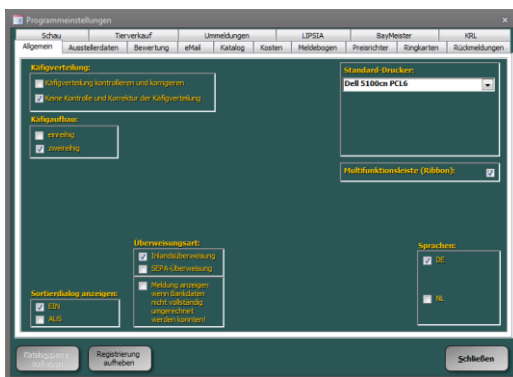 Programmeinstellungen
Schau Tierverkauf Ummeldungen LIPSIA BayMeister KRL
Allgemein Ausstellerdaten Bewertung eMail Katalog Kosten Meldebogen Preisrichter Ringkarten Rückmeldungen
Käfigverteilung:
Käfigverteilung kontrollieren und korrigieren
Keine Kontrolle und Korrektur der Käfigverteilung
Standard-Drucker:
Dell 5100cn PCL6
Käfigaufbau:
einreihig
zweireihig
Multifunktionsleiste (Ribbon):
Überweisungsart:
Inlandsüberweisung
SEPA-Überweisung
Meldung anzeigen
wenn Bankdaten
nicht vollständig
umgerechnet
werden konnten!
Sprachen:
DE
NL
Sortierdialog anzeigen:
EIN
AUS
Katalogsperre
aufheben
Registrierung
aufheben
Schließen